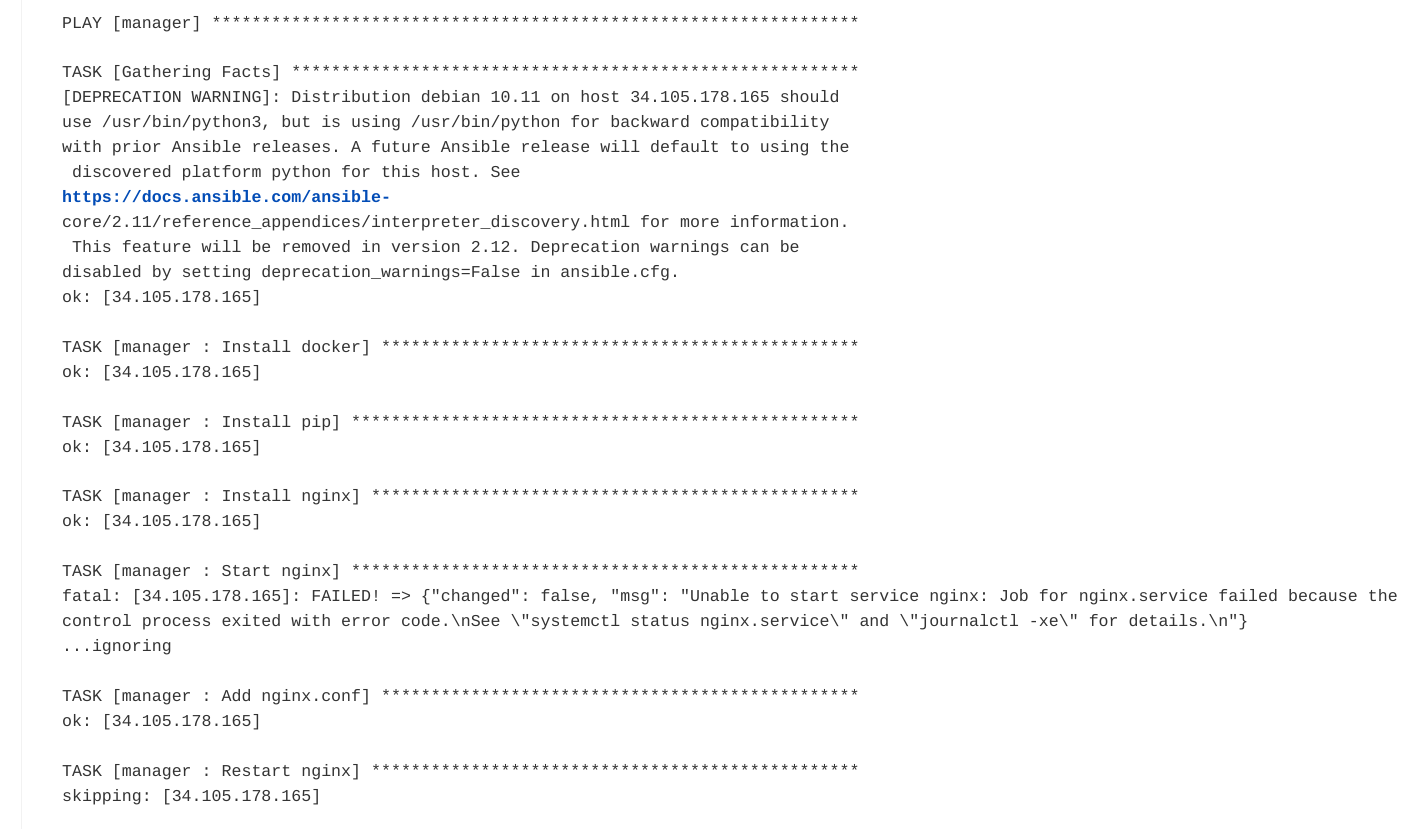 PLAY [manager] *****************************************************************
TASK [Gathering Facts] *********************************************************
[DEPRECATION WARNING]: Distribution debian 10.11 on host 34.105.178.165 should
use /usr/bin/python3, but is using /usr/bin/python for backward compatibility
with prior Ansible releases. A future Ansible release will default to using the
 discovered platform python for this host. See
https://docs.ansible.com/ansible-
core/2.11/reference_appendices/interpreter_discovery.html for more information.
 This feature will be removed in version 2.12. Deprecation warnings can be
disabled by setting deprecation_warnings=False in ansible.cfg.
ok: [34.105.178.165]
TASK [manager : Install docker] ************************************************
ok: [34.105.178.165]
TASK [manager : Install pip] ***************************************************
ok: [34.105.178.165]
TASK [manager : Install nginx] *************************************************
ok: [34.105.178.165]
TASK [manager : Start nginx] ***************************************************
fatal: [34.105.178.165]: FAILED! => {"changed": false, "msg": "Unable to start service nginx: Job for nginx.service failed because the
control process exited with error code.\nSee \"systemctl status nginx.service\" and \"journalctl -xe\" for details.\n"}
...ignoring
TASK [manager : Add nginx.conf] ************************************************
ok: [34.105.178.165]
TASK [manager : Restart nginx] *************************************************
skipping: [34.105.178.165]